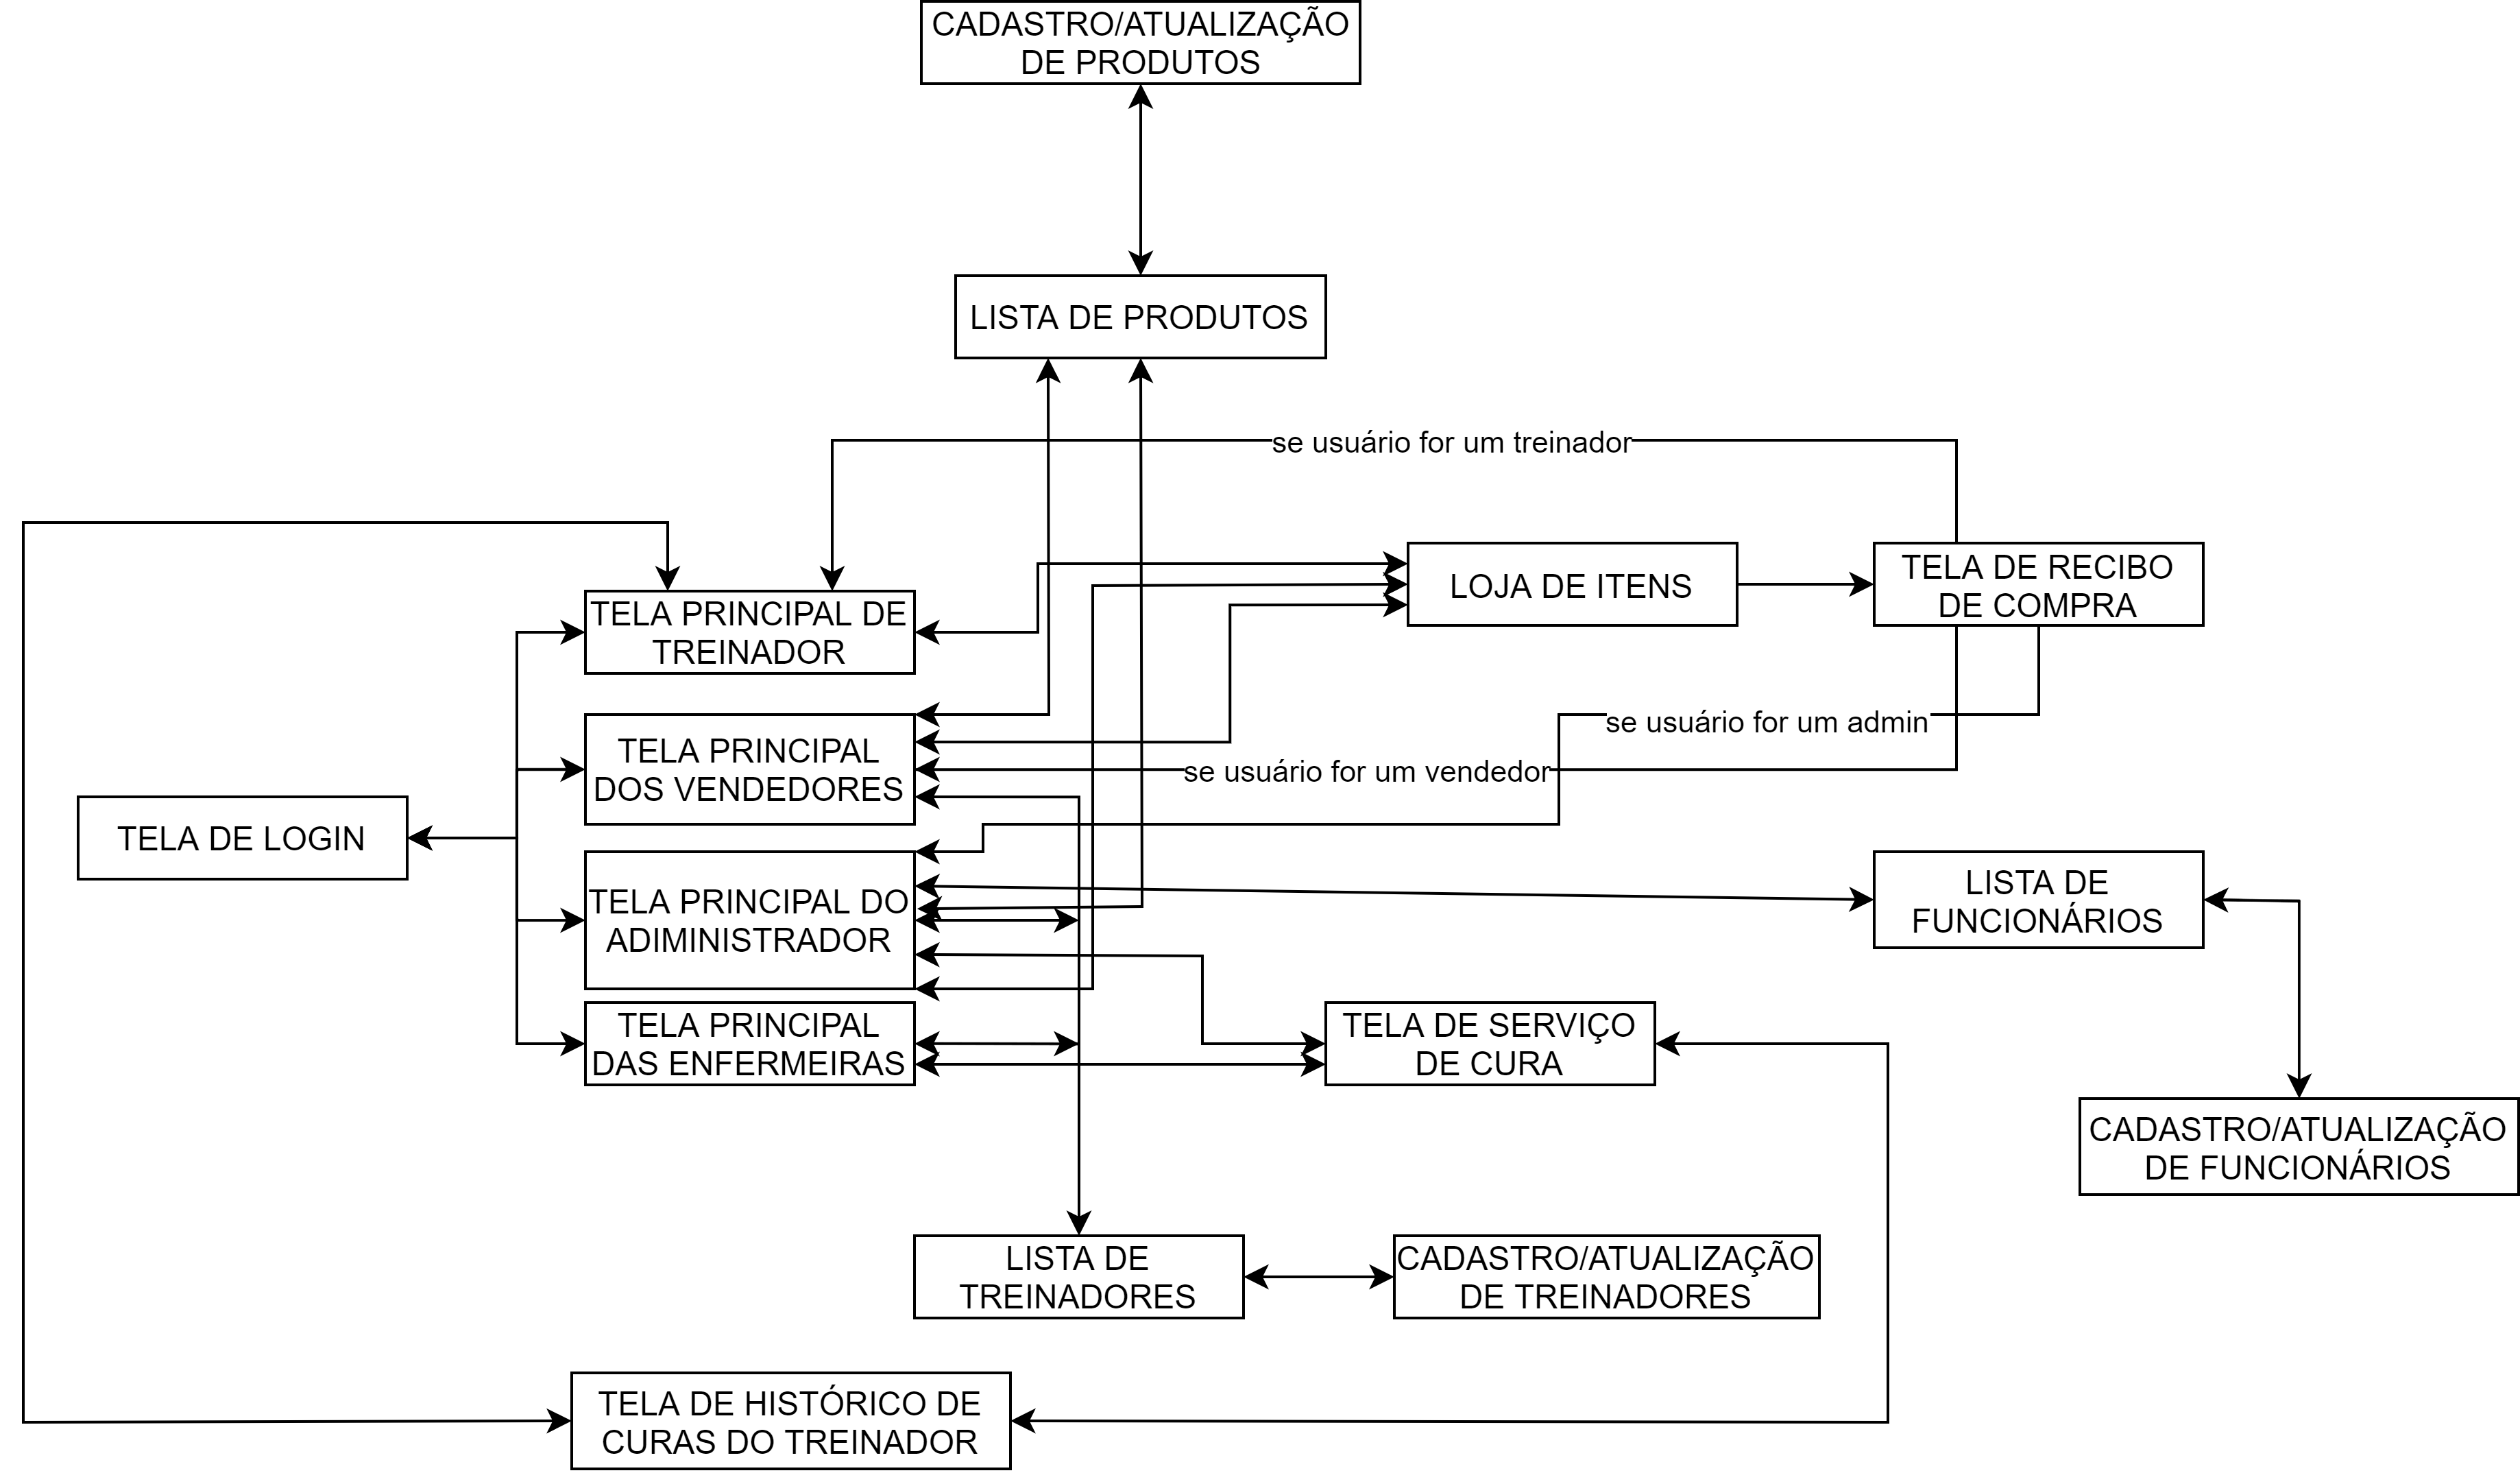 CADASTRO/ATUALIZAÇÃO
DE PRODUTOS
LISTA DE PRODUTOS
se usuário for um treinador
LOJA DE ITENS
TELA DE RECIBO
DE COMPRA
TELA PRINCIPAL DE
TREINADOR
se usuário for um admin
TELA PRINCIPAL
DOS VENDEDORES
se usuário for um vendedor
TELA DE LOGIN
TELA PRINCIPAL DO
ADIMINISTRADOR
LISTA DE
FUNCIONÁRIOS
TELA PRINCIPAL
DAS ENFERMEIRAS
TELA DE SERVIÇO
DE CURA
CADASTRO/ATUALIZAÇÃO
DE FUNCIONÁRIOS
LISTA DE
TREINADORES
CADASTRO/ATUALIZAÇÃO
DE TREINADORES
TELA DE HISTÓRICO DE
CURAS DO TREINADOR